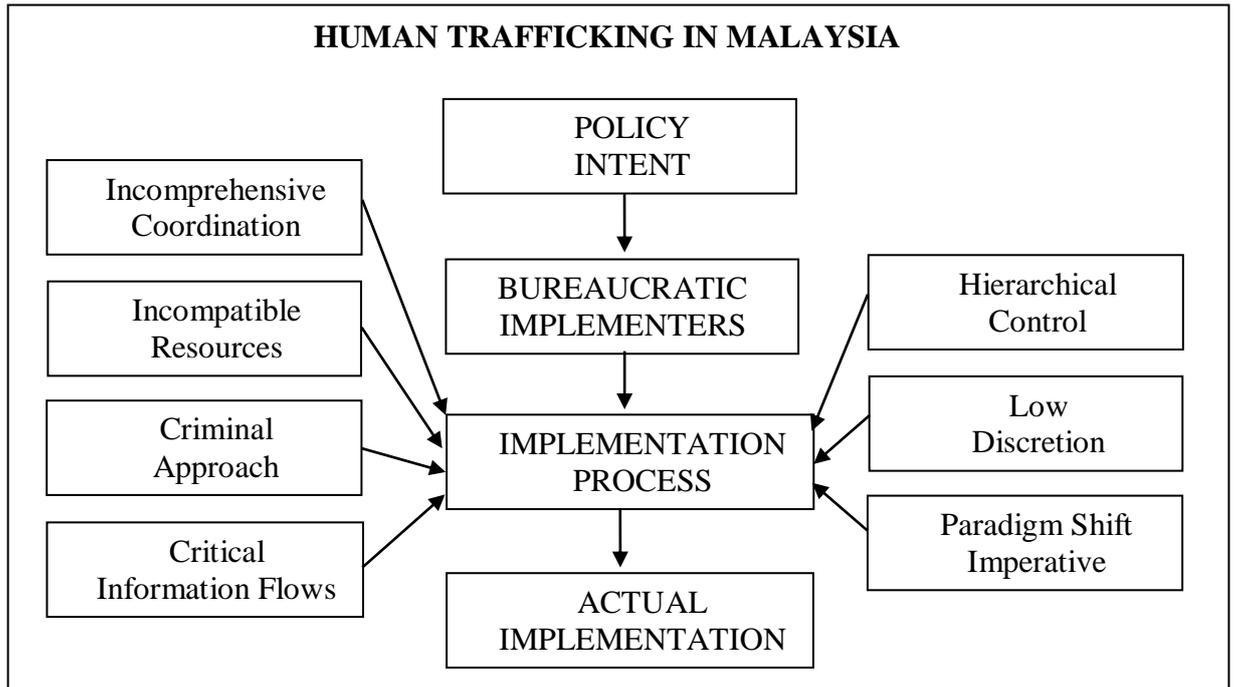 HUMAN TRAFFICKING IN MALAYSIA
POLICY
INTENT
Incomprehensive
Coordination
Incompatible
Resources
Criminal
Approach
Critical
Information Flows
BUREAUCRATIC
IMPLEMENTERS
IMPLEMENTATION
PROCESS
ACTUAL
IMPLEMENTATION
Hierarchical
Control
Low
Discretion
Paradigm Shift
Imperative